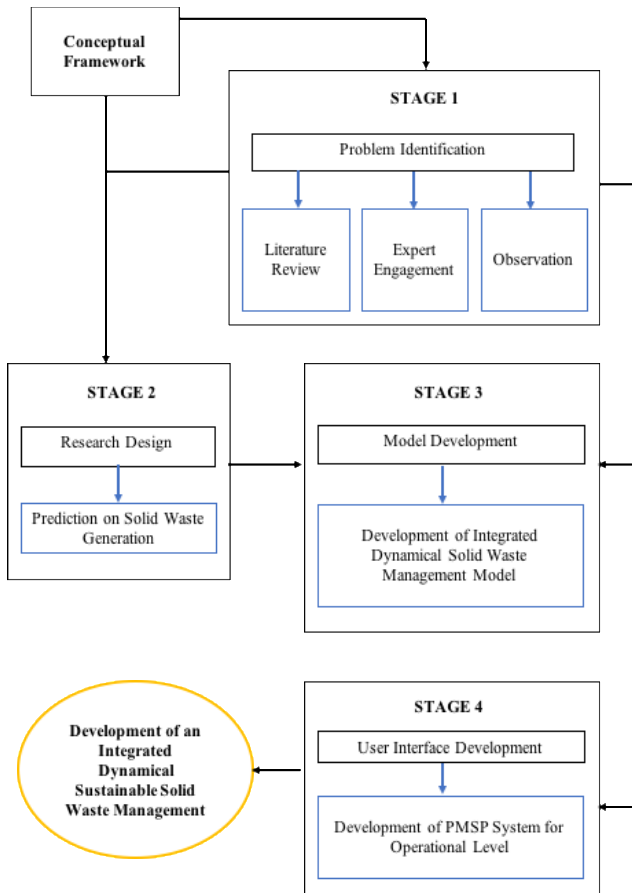 Conceptual
Framework
STAGE 1
Problem Identification
Literature
Review
Expert
Engagement
Observation
STAGE 2
Research Design
Prediction on Solid Waste
Generation
STAGE 3
Model Development
Development of Integrated
Dynamical Solid Waste
Management Model
Development of an
Integrated
Dynamical
Sustainable Solid
Waste Management
STAGE 4
User Interface Development
Development of PMSP System for
Operational Level